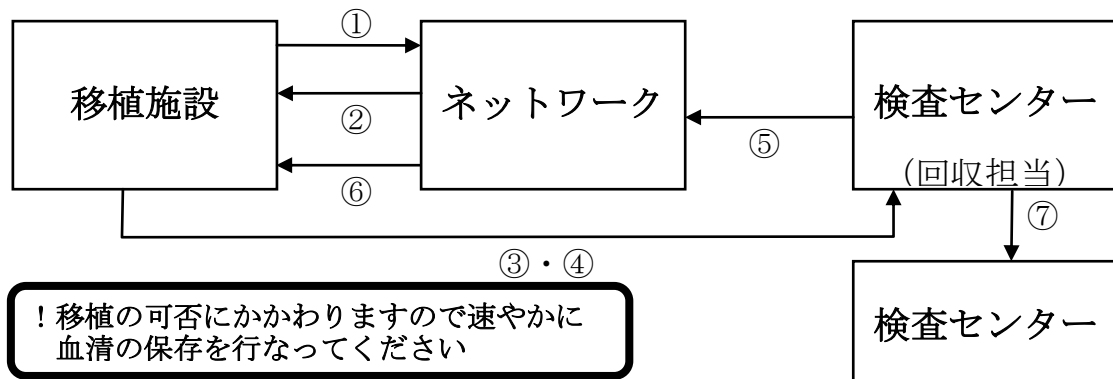 ①
移植施設
ネットワーク
検査センター
②
⑤
⑥
(回収担当)
⑦
③・④
！移植の可否にかかわりますので速やかに
血清の保存を行なってください
検査センター